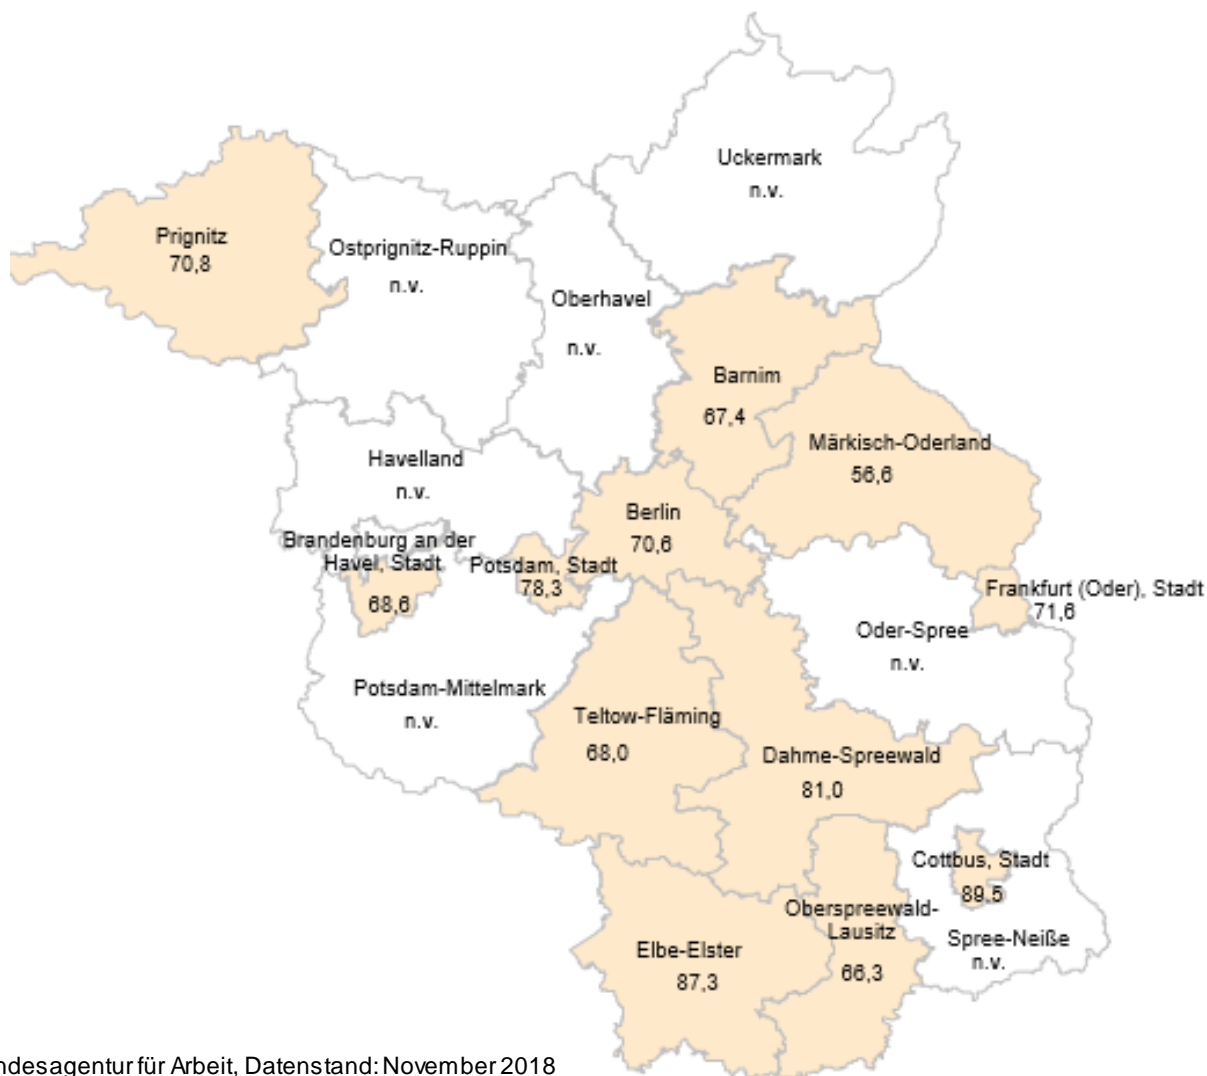 Uckermark
n.v.
Prignitz
70,8
Ostprignitz-Ruppin
n.v.
Oberhavel
n.v.
Barnim
67,4
Märkisch-Oderland
56,6
Havelland
n.v.
Berlin
70,6
Brandenburg an der
Havel, Stadt
68,6
Potsdam, Stadt
78,3
Frankfurt (Oder), Stadt
71,6
Oder-Spree
n.v.
Potsdam-Mittelmark
n.v.
Teltow-Fläming
68,0
Dahme-Spreewald
81,0
Cottbus, Stadt
89,5
Oberspreewald-
Lausitz
66,3
Spree-Neiße
n.v.
Elbe-Elster
87,3
ndesagentur für Arbeit, Datenstand: November 2018